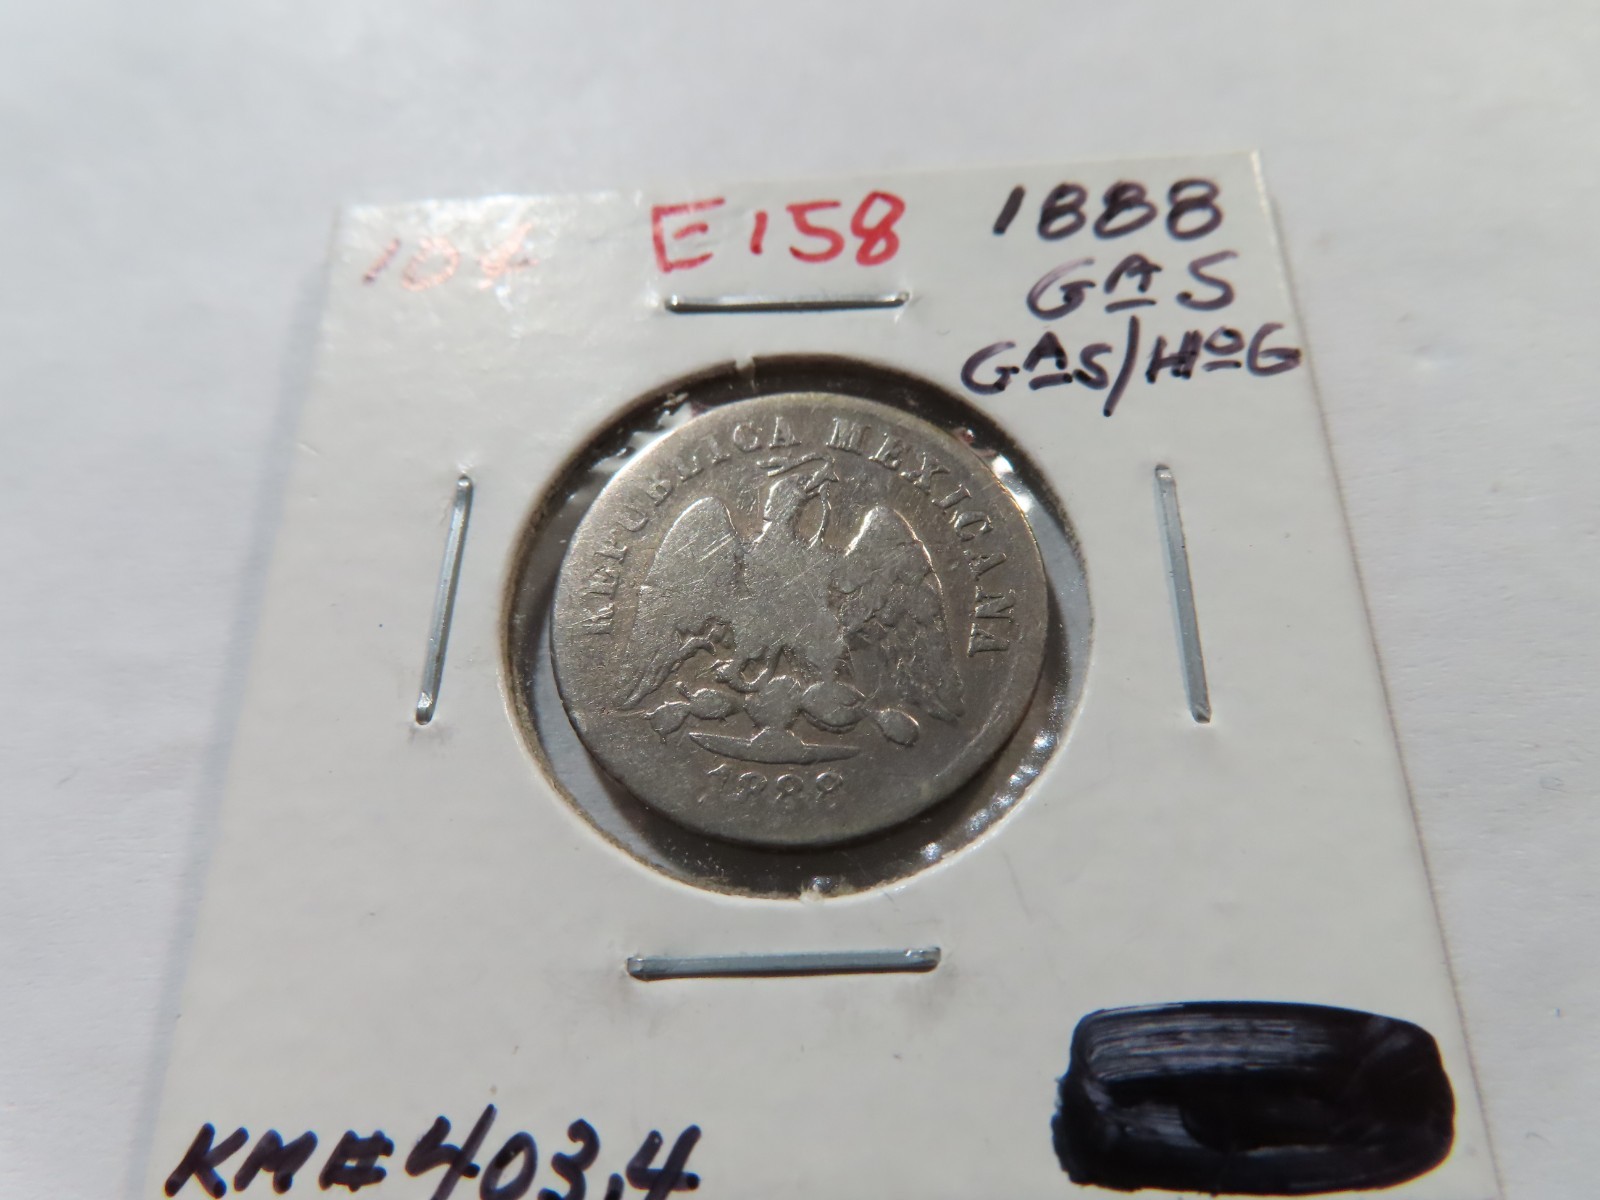 10¢ E158 1888
GAS
GAS/HoG
REPUBLICA MEXICANA
1888
KM#403.4